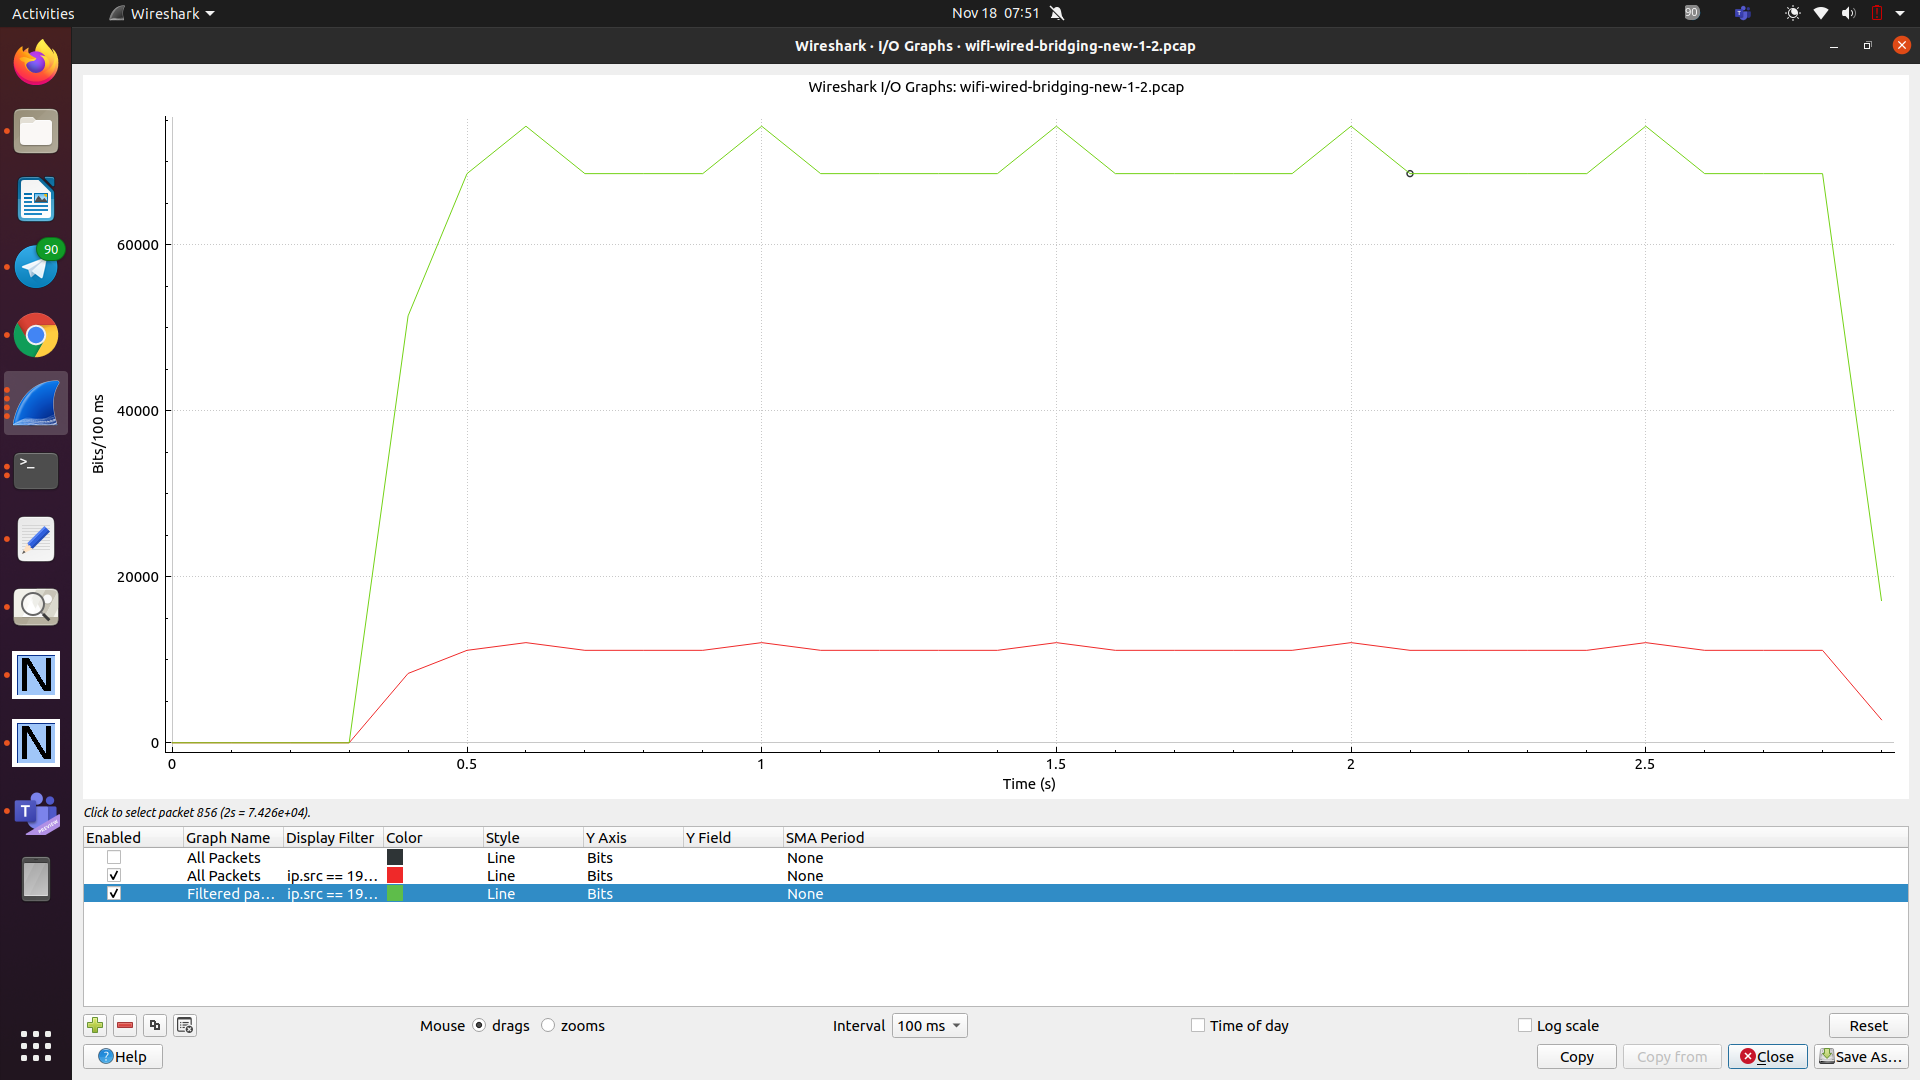 Activities Wireshark Nov 18 07:51 90
Wireshark · I/O Graphs · wifi-wired-bridging-new-1-2.pcap
Wireshark I/O Graphs: wifi-wired-bridging-new-1-2.pcap
90
60000
40000
20000
0
Bits/100 ms
0 0.5 1 1.5 2 2.5
Time (s)
Click to select packet 856 (2s = 7.426e+04).
Enabled Graph Name Display Filter Color Style Y Axis Y Field SMA Period
All Packets Line Bits None
All Packets ip.src == 19... Line Bits None
Filtered pa... ip.src == 19... Line Bits None
Mouse drags zooms Interval 100 ms Time of day Log scale Reset
Help Copy Copy from Close Save As...